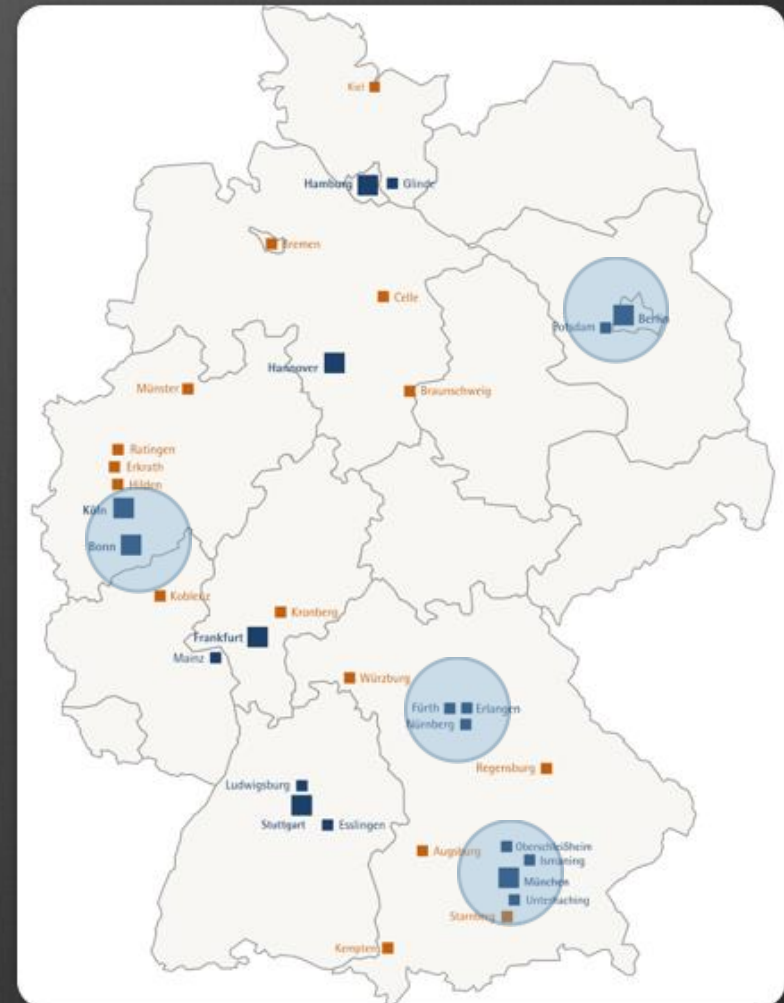 Kiel
Hamburg
Glinde
Bremen
Celle
Potsdam
Berlin
Hannover
Münster
Braunschweig
Ratingen
Erkrath
Hilden
Köln
Bonn
Koblenz
Kronberg
Frankfurt
Mainz
Würzburg
Fürth
Erlangen
Nürnberg
Regensburg
Ludwigsburg
Stuttgart
Esslingen
Augsburg
Oberschleißheim
Ismaning
München
Unterhaching
Starnberg
Kempten